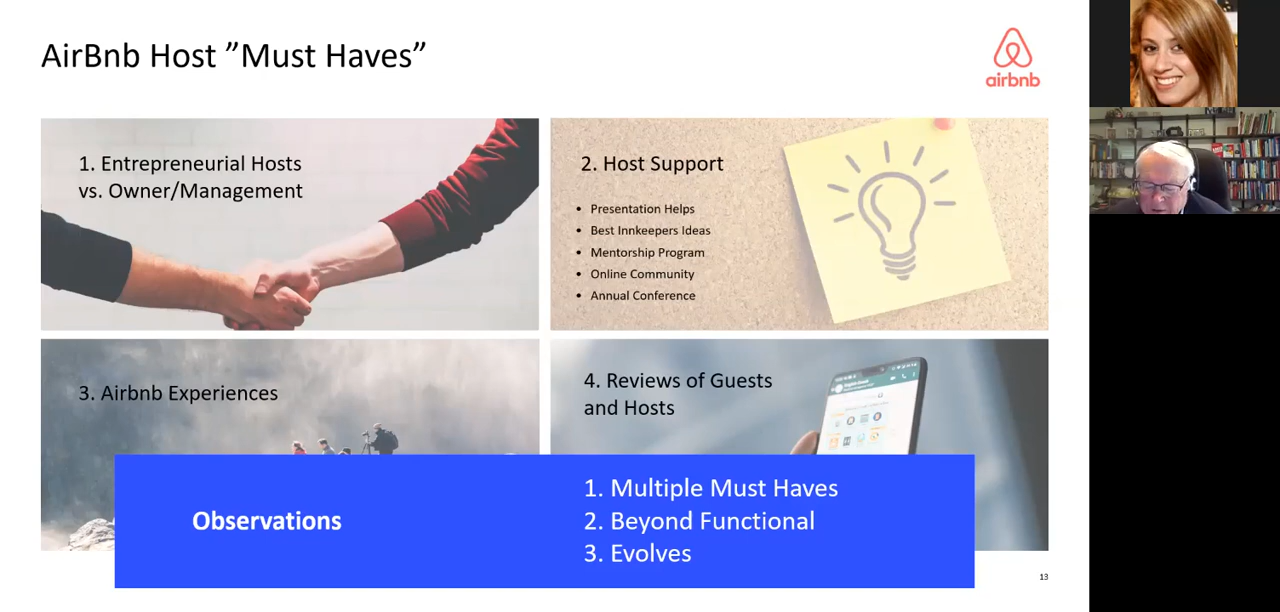 AirBnb Host ”Must Haves”
airbnb
1. Entrepreneurial Hosts
vs. Owner/Management
2. Host Support
• Presentation Helps
• Best Innkeepers Ideas
• Mentorship Program
• Online Community
• Annual Conference
3. Airbnb Experiences
4. Reviews of Guests
and Hosts
Observations
1. Multiple Must Haves
2. Beyond Functional
3. Evolves
13